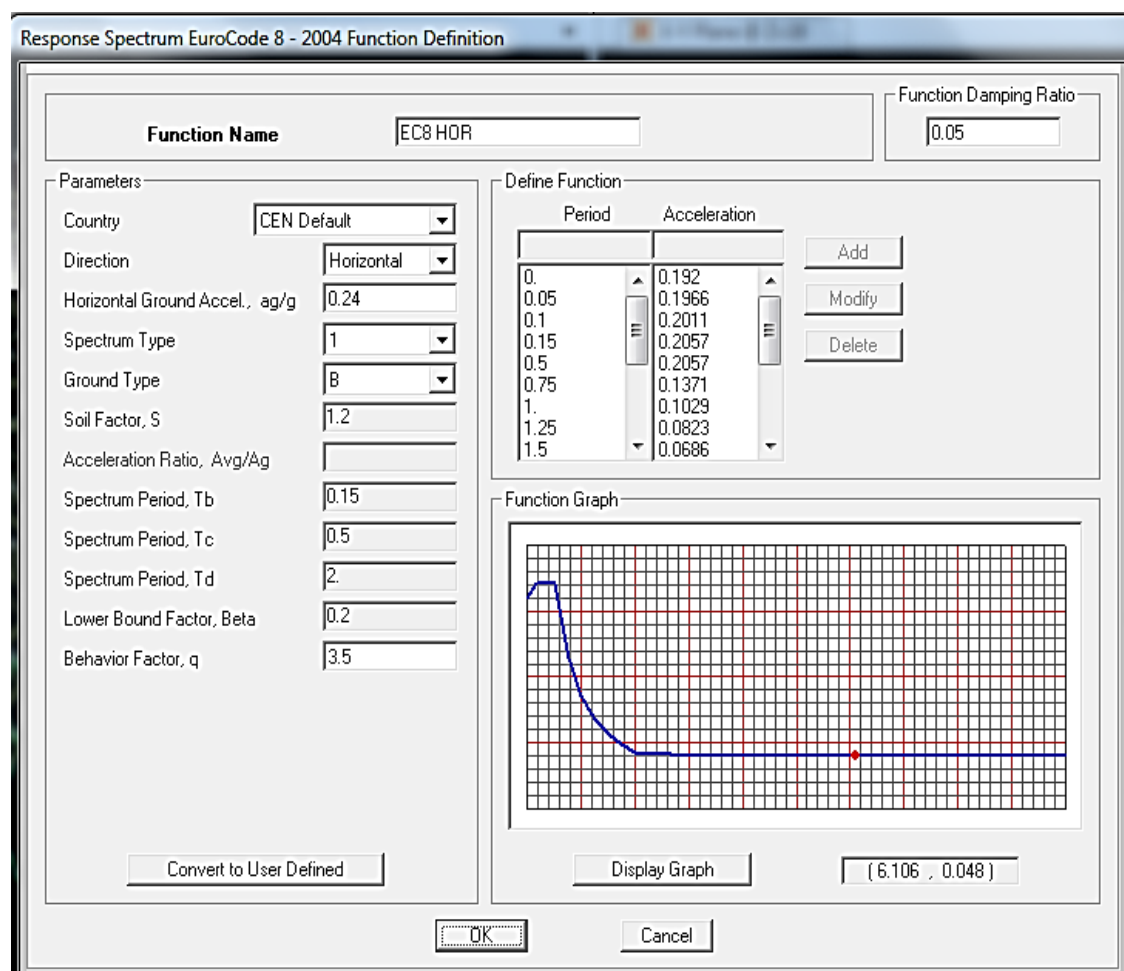 Response Spectrum EuroCode 8 - 2004 Function Definition
Function Name EC8 HOR
Function Damping Ratio
0.05
Parameters
Country CEN Default
Direction Horizontal
Horizontal Ground Accel., ag/g 0.24
Spectrum Type 1
Ground Type B
Soil Factor, S 1.2
Acceleration Ratio, Avg/Ag
Spectrum Period, Tb 0.15
Spectrum Period, Tc 0.5
Spectrum Period, Td 2.
Lower Bound Factor, Beta 0.2
Behavior Factor, q 3.5
Convert to User Defined
Define Function
Period Acceleration
0. 0.192
0.05 0.1966
0.1 0.2011
0.15 0.2057
0.5 0.2057
0.75 0.1371
1. 0.1029
1.25 0.0823
1.5 0.0686
Add
Modify
Delete
Function Graph
Display Graph
( 6.106 , 0.048 )
OK
Cancel